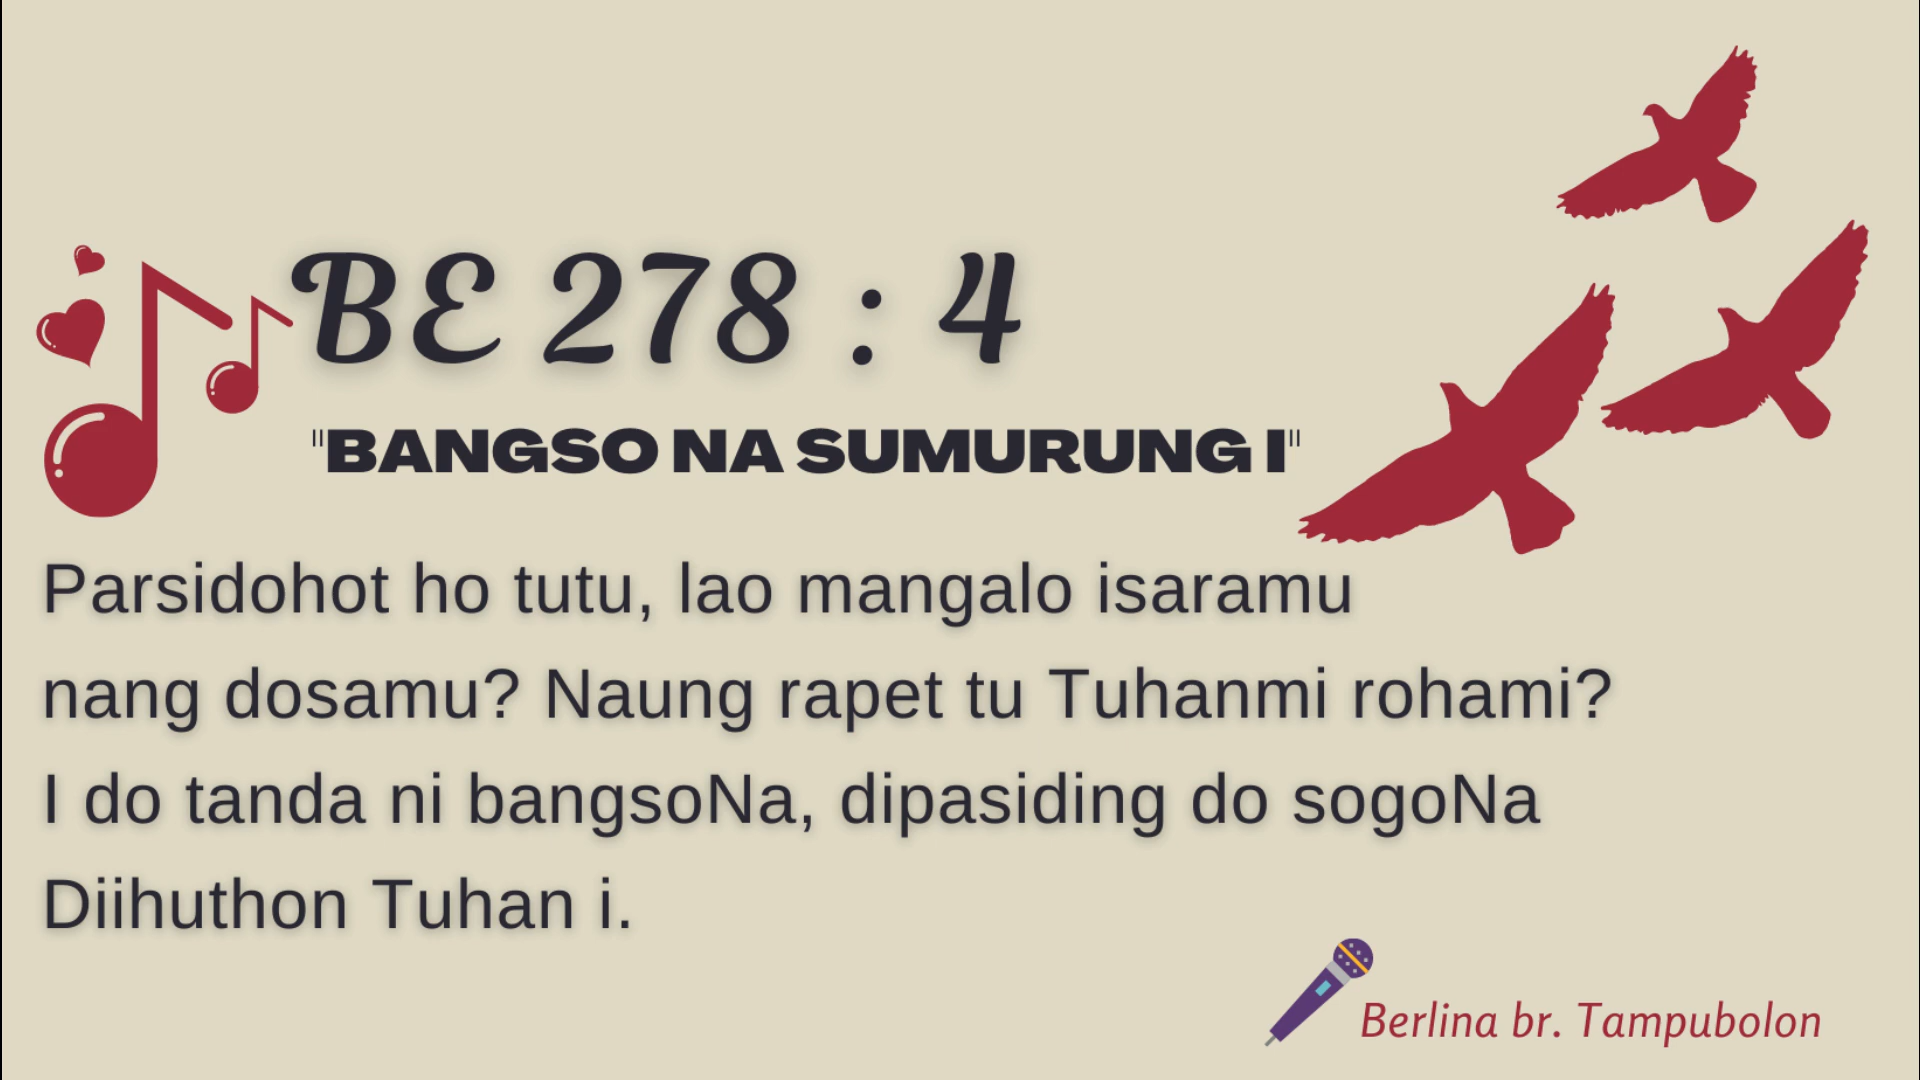 BE 278 : 4
"BANGSO NA SUMURUNG I"
Parsidohot ho tutu, lao mangalo isaramu
nang dosamu? Naung rapet tu Tuhanmi rohami?
I do tanda ni bangsoNa, dipasiding do sogoNa
Diihuthon Tuhan i.
Berlina br. Tampubolon